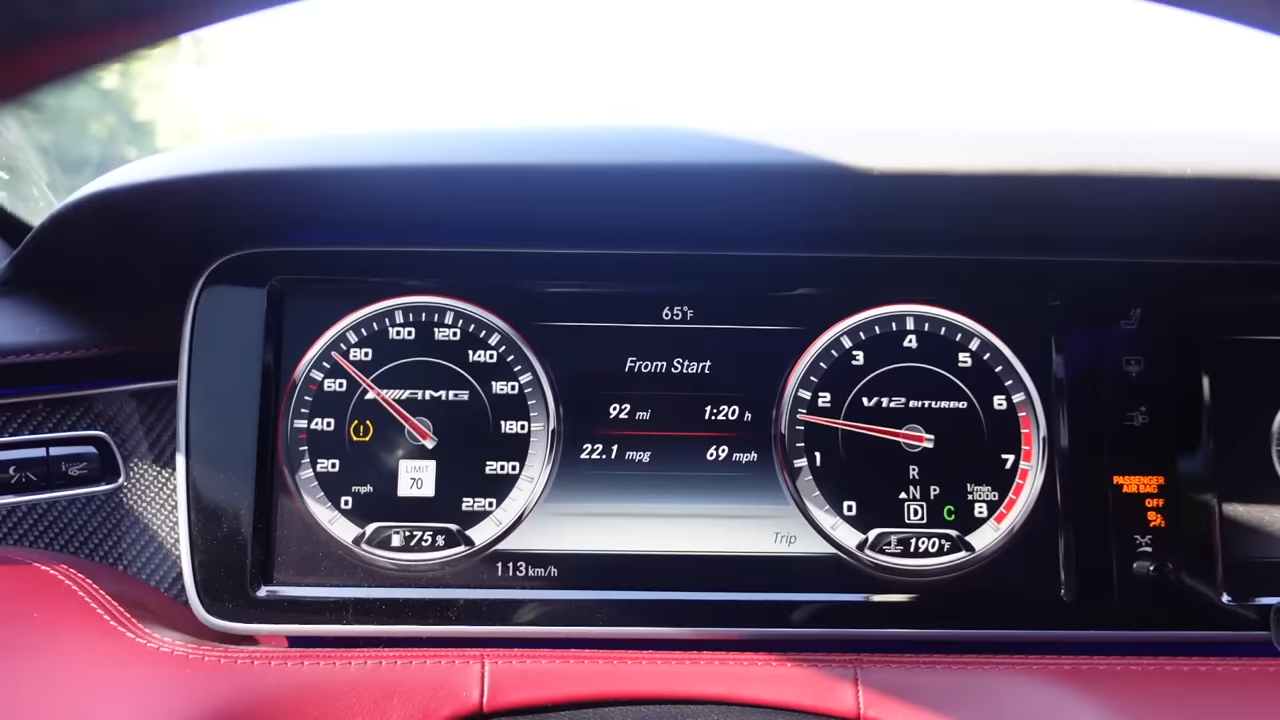 65°F
100 120
80 140
60 160
AMG
40 180
20 200
mph
LIMIT
70
0 220
75 %
113 km/h
From Start
92 mi 1:20 h
22.1 mpg 69 mph
Trip
4
3 5
2 6
V12 BITURBO
1 7
R
N P
D C
1/min
x1000
0 8
190°F
PASSENGER
AIR BAG
OFF